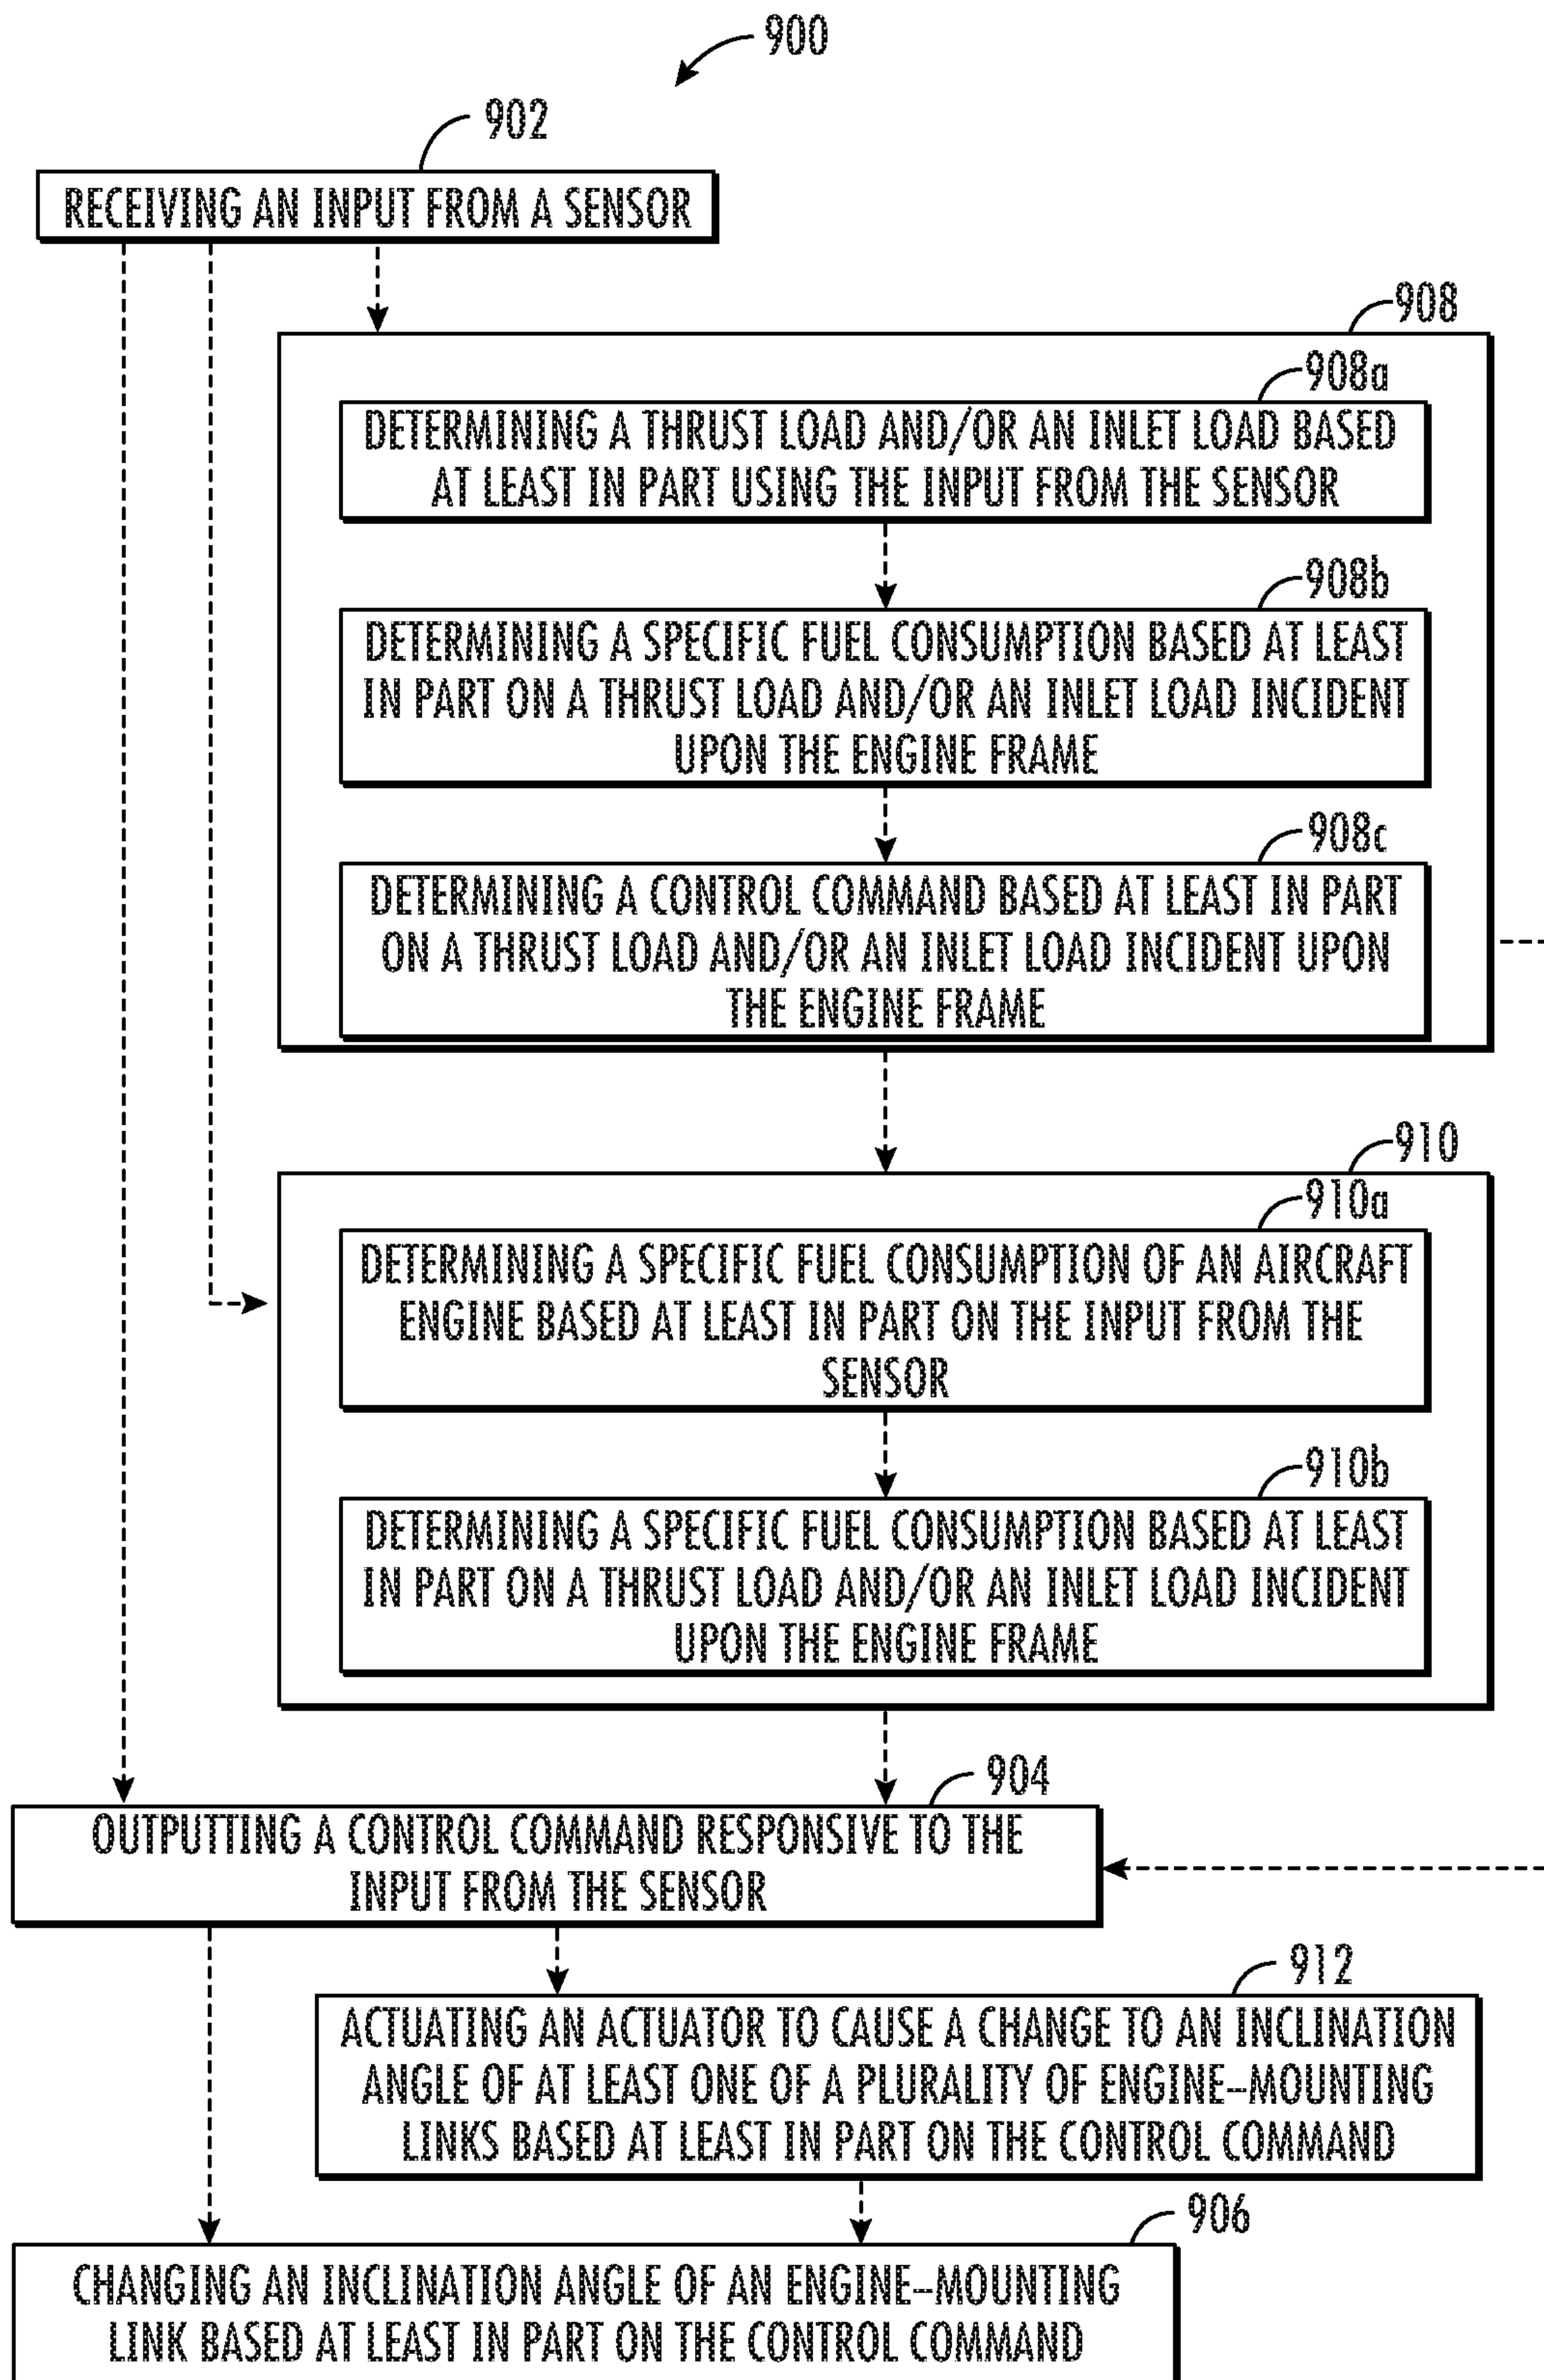 900
902
RECEIVING AN INPUT FROM A SENSOR
908
908a
DETERMINING A THRUST LOAD AND/OR AN INLET LOAD BASED
AT LEAST IN PART USING THE INPUT FROM THE SENSOR
908b
DETERMINING A SPECIFIC FUEL CONSUMPTION BASED AT LEAST
IN PART ON A THRUST LOAD AND/OR AN INLET LOAD INCIDENT
UPON THE ENGINE FRAME
908c
DETERMINING A CONTROL COMMAND BASED AT LEAST IN PART
ON A THRUST LOAD AND/OR AN INLET LOAD INCIDENT UPON
THE ENGINE FRAME
910
910a
DETERMINING A SPECIFIC FUEL CONSUMPTION OF AN AIRCRAFT
ENGINE BASED AT LEAST IN PART ON THE INPUT FROM THE
SENSOR
910b
DETERMINING A SPECIFIC FUEL CONSUMPTION BASED AT LEAST
IN PART ON A THRUST LOAD AND/OR AN INLET LOAD INCIDENT
UPON THE ENGINE FRAME
904
OUTPUTTING A CONTROL COMMAND RESPONSIVE TO THE
INPUT FROM THE SENSOR
912
ACTUATING AN ACTUATOR TO CAUSE A CHANGE TO AN INCLINATION
ANGLE OF AT LEAST ONE OF A PLURALITY OF ENGINE-MOUNTING
LINKS BASED AT LEAST IN PART ON THE CONTROL COMMAND
906
CHANGING AN INCLINATION ANGLE OF AN ENGINE-MOUNTING
LINK BASED AT LEAST IN PART ON THE CONTROL COMMAND